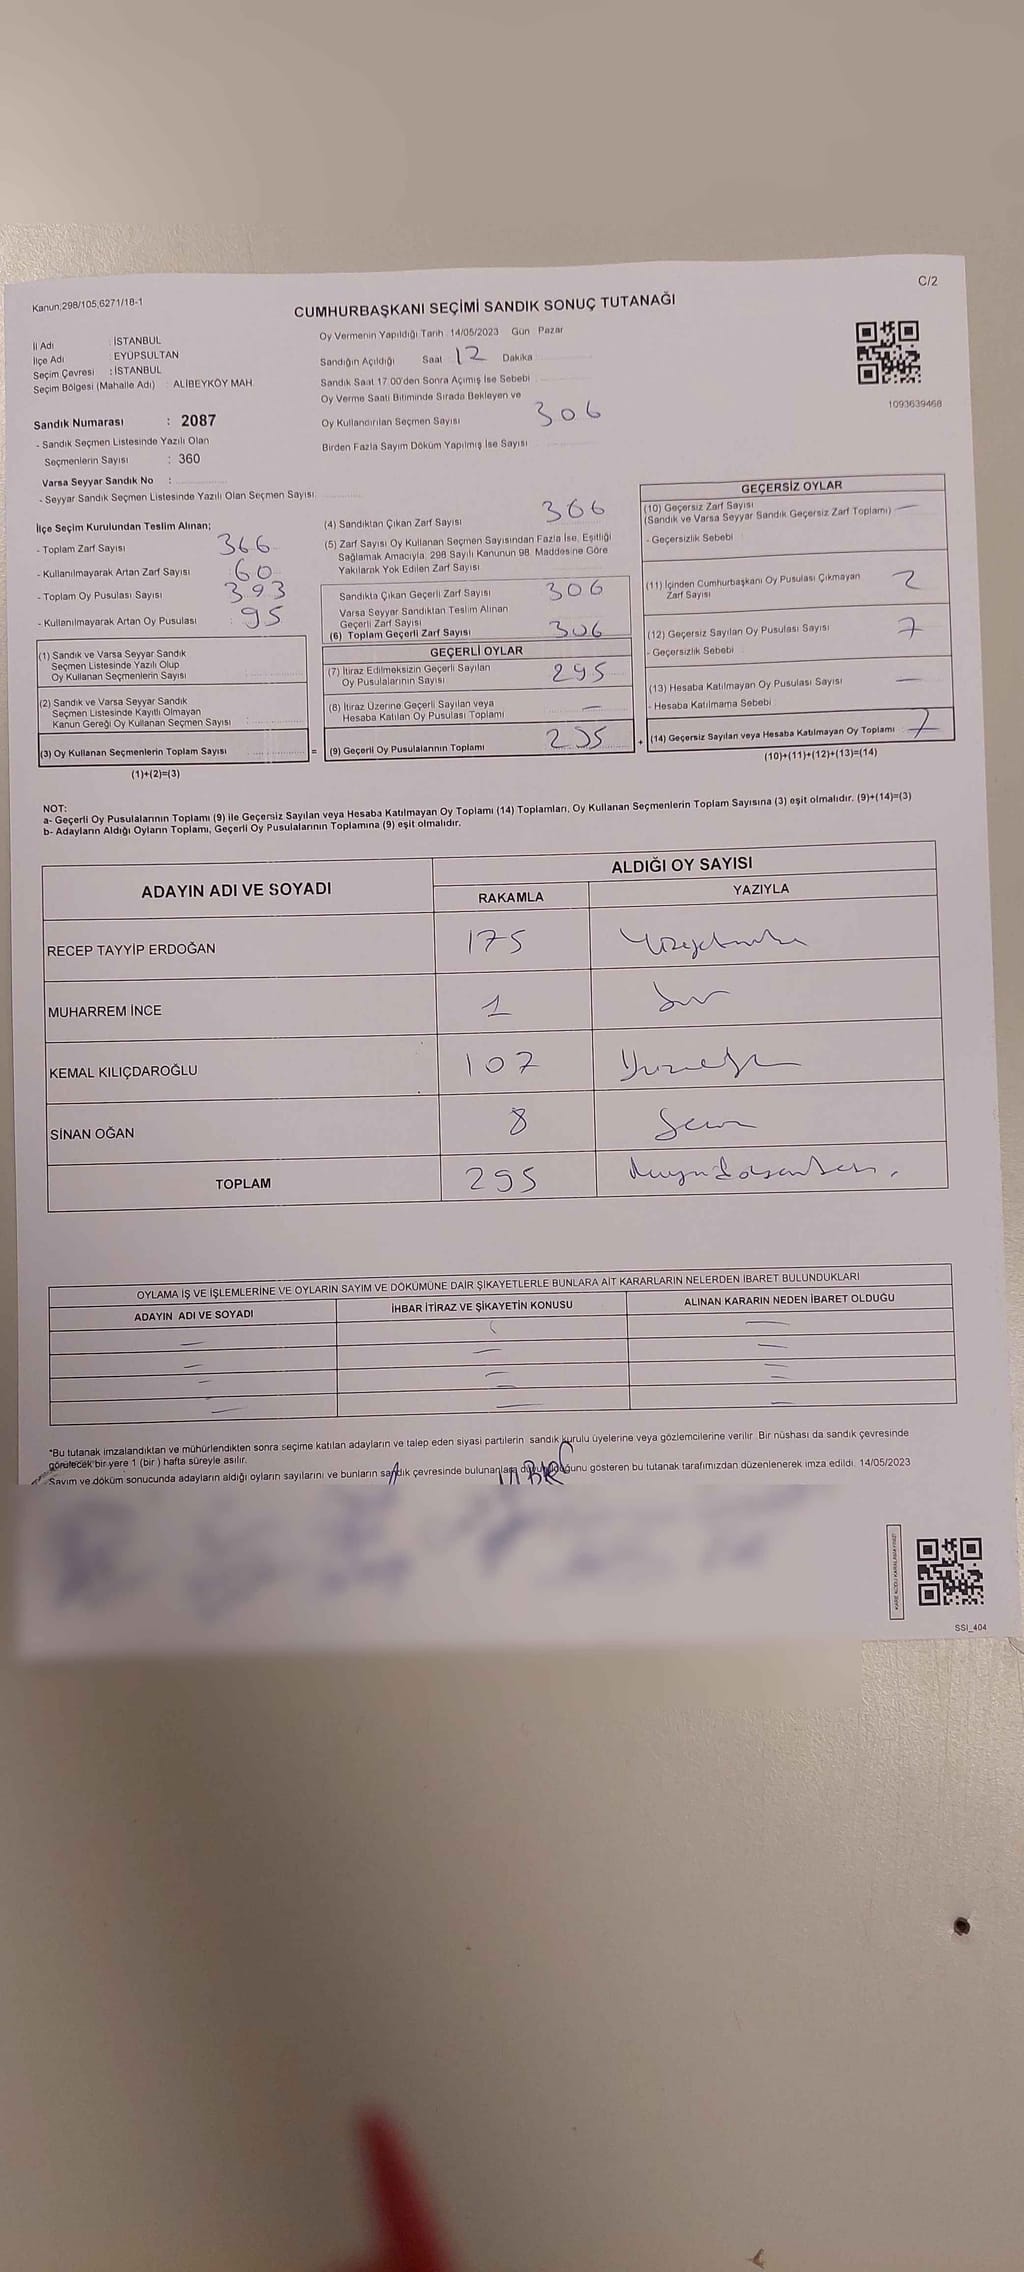 C/2
Kanun:298/105,6271/18-1
CUMHURBAŞKANI SEÇİMİ SANDIK SONUÇ TUTANAĞI
İl Adı : İSTANBUL
İlçe Adı : EYÜPSULTAN
Seçim Çevresi : İSTANBUL
Seçim Bölgesi (Mahalle Adı) : ALİBEYKÖY MAH.
Oy Vermenin Yapıldığı Tarih 14/05/2023 Gün Pazar
Sandığın Açıldığı Saat 12 Dakika
Sandık Saat 17.00'den Sonra Açımış İse Sebebi
Oy Verme Saati Bitiminde Sırada Bekleyen ve
Oy Kullandırılan Seçmen Sayısı 306
Birden Fazla Sayım Döküm Yapılmış İse Sayısı
1093639468
Sandık Numarası : 2087
- Sandık Seçmen Listesinde Yazılı Olan
Seçmenlerin Sayısı : 360
Varsa Seyyar Sandık No :
- Seyyar Sandık Seçmen Listesinde Yazılı Olan Seçmen Sayısı
İlçe Seçim Kurulundan Teslim Alınan;
- Toplam Zarf Sayısı 366
- Kullanılmayarak Artan Zarf Sayısı 60
- Toplam Oy Pusulası Sayısı 393
- Kullanılmayarak Artan Oy Pusulası : 95
(1) Sandık ve Varsa Seyyar Sandık
Seçmen Listesinde Yazılı Olup
Oy Kullanan Seçmenlerin Sayısı
(2) Sandık ve Varsa Seyyar Sandık
Seçmen Listesinde Kayıtlı Olmayan
Kanun Gereği Oy Kullanan Seçmen Sayısı
(3) Oy Kullanan Seçmenlerin Toplam Sayısı
(1)+(2)=(3)
(4) Sandıktan Çıkan Zarf Sayısı 306
(5) Zarf Sayısı Oy Kullanan Seçmen Sayısından Fazla İse, Eşitliği
Sağlamak Amacıyla, 298 Sayılı Kanunun 98. Maddesine Göre
Yakılarak Yok Edilen Zarf Sayısı
Sandıkta Çıkan Geçerli Zarf Sayısı 306
Varsa Seyyar Sandıktan Teslim Alınan
Geçerli Zarf Sayısı
(6) Toplam Geçerli Zarf Sayısı 306
GEÇERLİ OYLAR
(7) İtiraz Edilmeksizin Geçerli Sayılan
Oy Pusulalarının Sayısı 295
(8) İtiraz Üzerine Geçerli Sayılan veya
Hesaba Katılan Oy Pusulası Toplamı —
= (9) Geçerli Oy Pusulalarının Toplamı 295
GEÇERSİZ OYLAR
(10) Geçersiz Zarf Sayısı —
(Sandık ve Varsa Seyyar Sandık Geçersiz Zarf Toplamı)
- Geçersizlik Sebebi
(11) İçinden Cumhurbaşkanı Oy Pusulası Çıkmayan
Zarf Sayısı 2
(12) Geçersiz Sayılan Oy Pusulası Sayısı 7
- Geçersizlik Sebebi
(13) Hesaba Katılmayan Oy Pusulası Sayısı —
- Hesaba Katılmama Sebebi
+ (14) Geçersiz Sayılan veya Hesaba Katılmayan Oy Toplamı : 7
(10)+(11)+(12)+(13)=(14)
NOT:
a- Geçerli Oy Pusulalarının Toplamı (9) ile Geçersiz Sayılan veya Hesaba Katılmayan Oy Toplamı (14) Toplamları, Oy Kullanan Seçmenlerin Toplam Sayısına (3) eşit olmalıdır. (9)+(14)=(3)
b- Adayların Aldığı Oyların Toplamı, Geçerli Oy Pusulalarının Toplamına (9) eşit olmalıdır.
ADAYIN ADI VE SOYADI
ALDIĞI OY SAYISI
RAKAMLA YAZIYLA
RECEP TAYYİP ERDOĞAN 175
MUHARREM İNCE 1 bir
KEMAL KILIÇDAROĞLU 107
SİNAN OĞAN 8
TOPLAM 295
OYLAMA İŞ VE İŞLEMLERİNE VE OYLARIN SAYIM VE DÖKÜMÜNE DAİR ŞİKAYETLERLE BUNLARA AİT KARARLARIN NELERDEN İBARET BULUNDUKLARI
ADAYIN ADI VE SOYADI İHBAR İTİRAZ VE ŞİKAYETİN KONUSU ALINAN KARARIN NEDEN İBARET OLDUĞU
*Bu tutanak imzalandıktan ve mühürlendikten sonra seçime katılan adayların ve talep eden siyasi partilerin sandık kurulu üyelerine veya gözlemcilerine verilir. Bir nüshası da sandık çevresinde
görülecek bir yere 1 (bir ) hafta süreyle asılır.
Sayım ve döküm sonucunda adayların aldığı oyların sayılarını ve bunların sandık çevresinde bulunanlara duyurulduğunu gösteren bu tutanak tarafımızdan düzenlenerek imza edildi. 14/05/2023
SSI_404